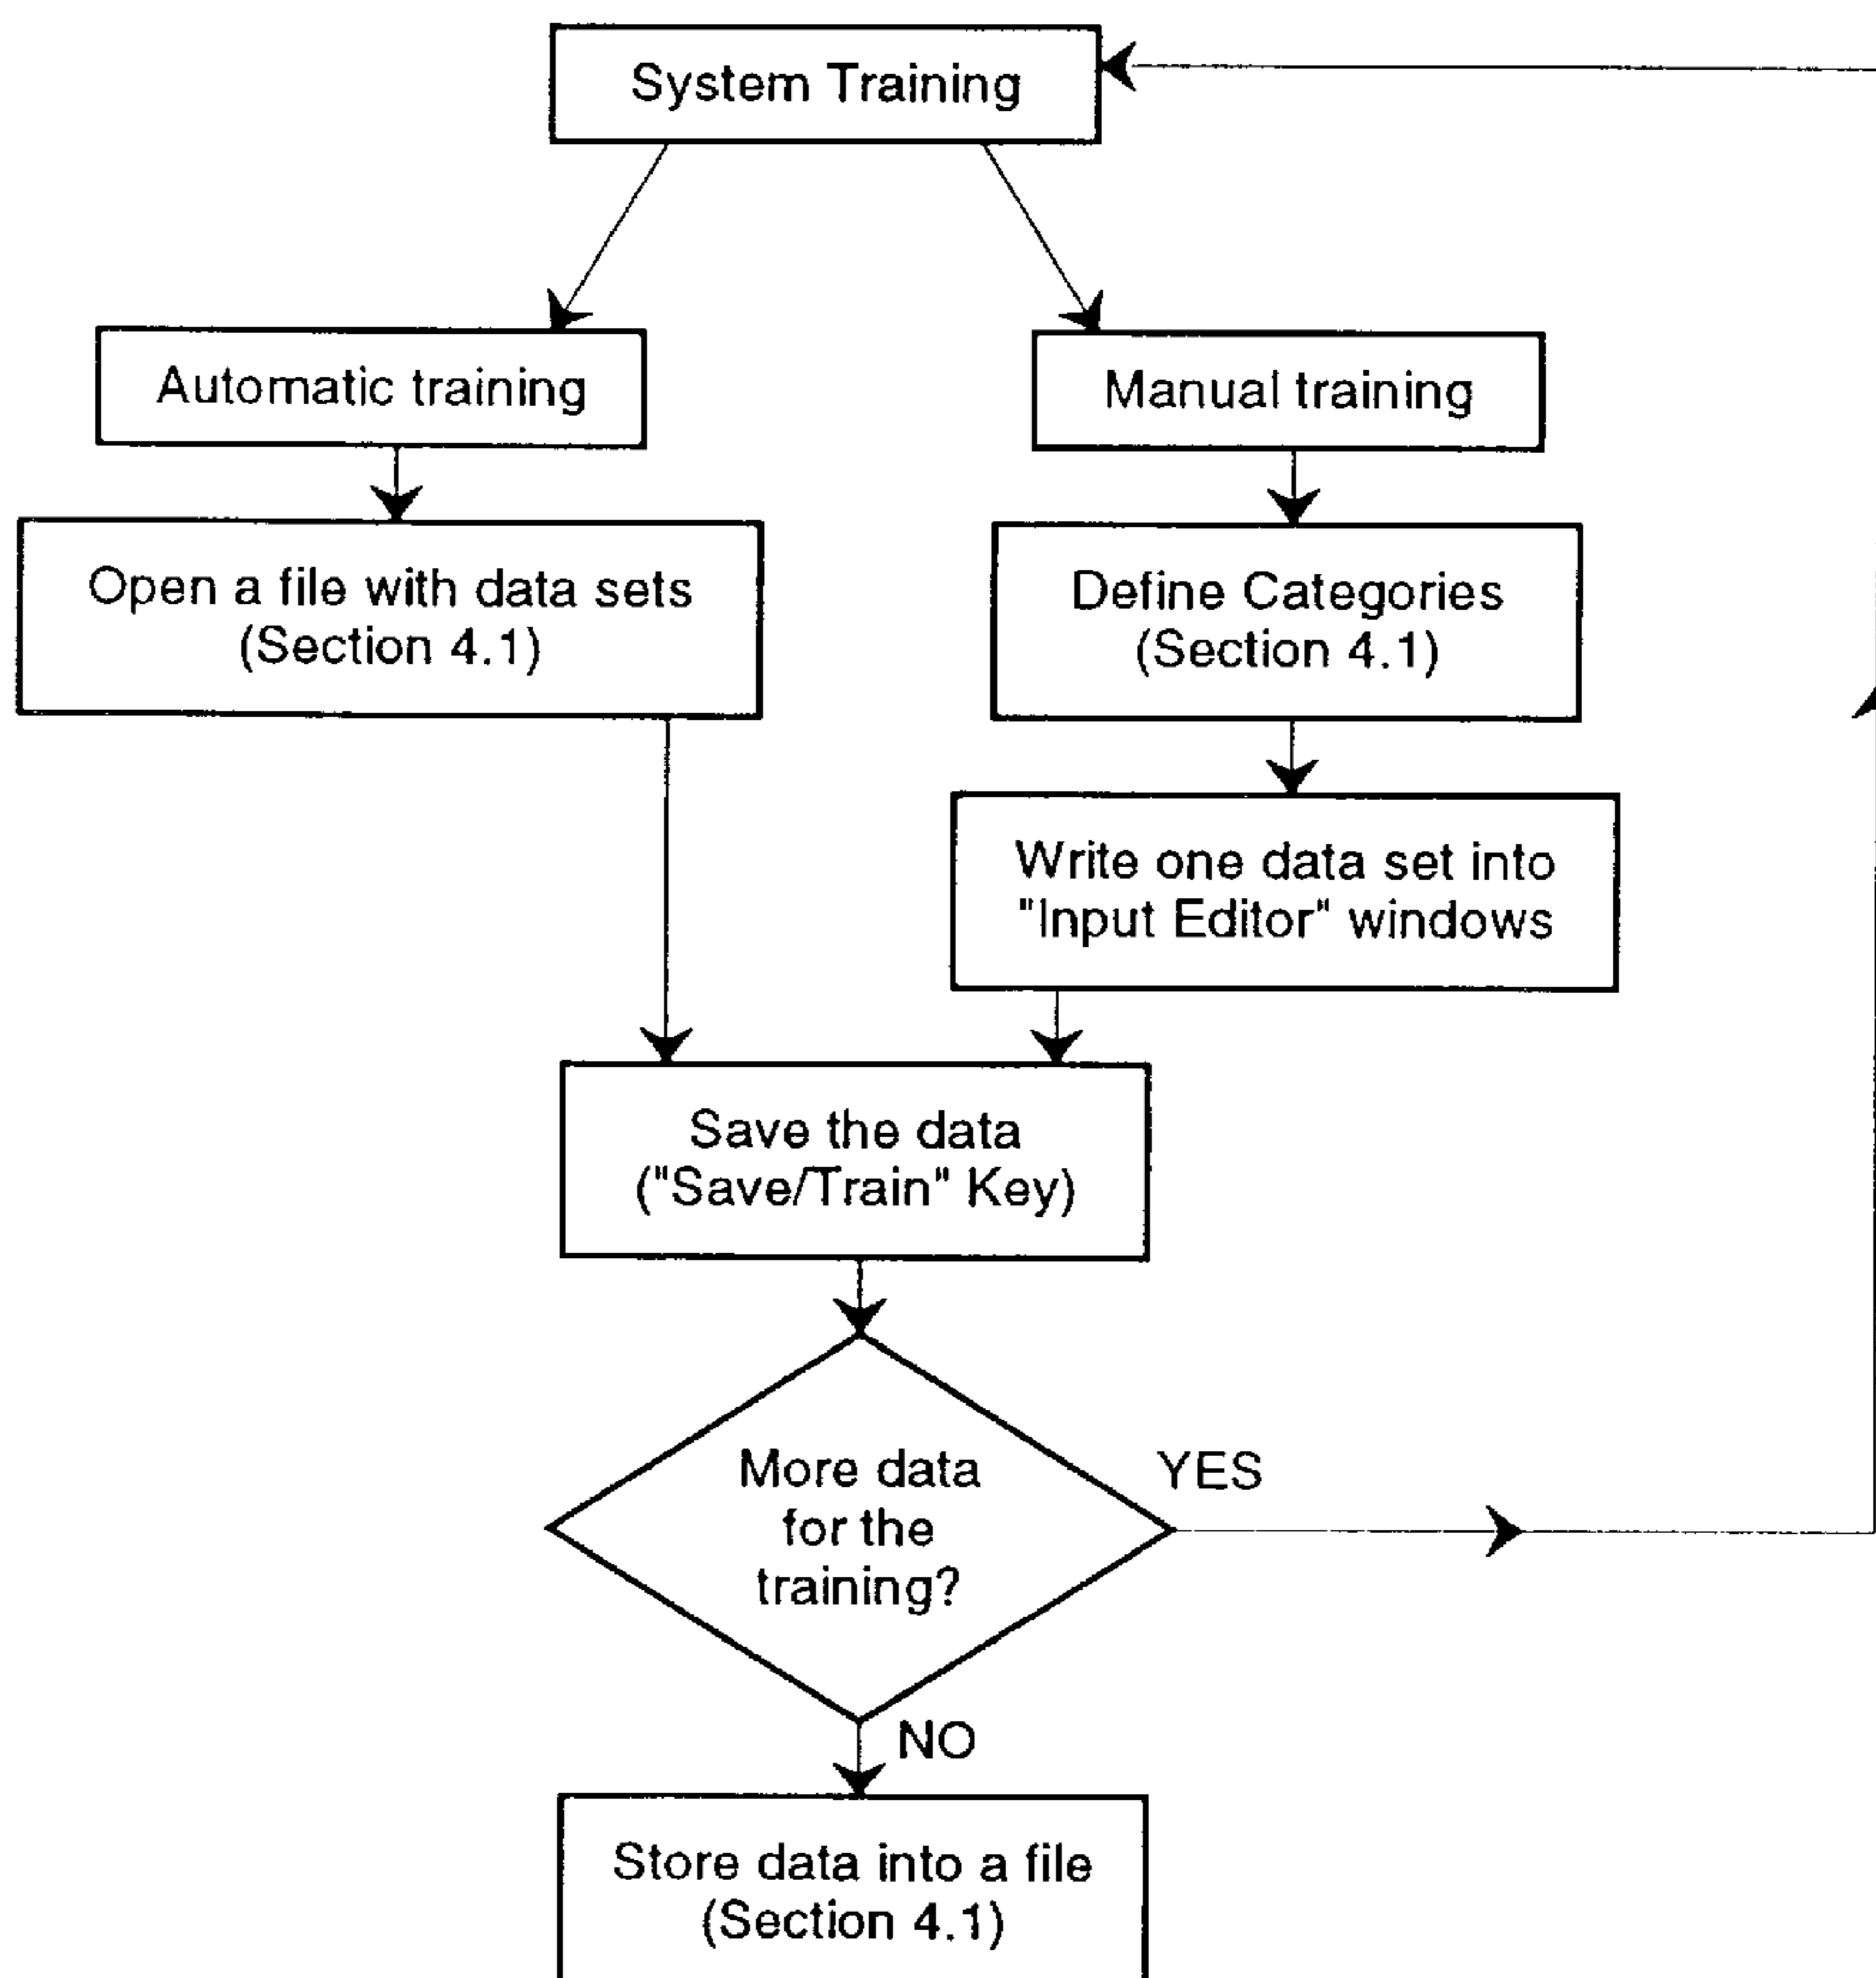 System Training
Automatic training
Manual training
Open a file with data sets
(Section 4.1)
Define Categories
(Section 4.1)
Write one data set into
"Input Editor" windows
Save the data
("Save/Train" Key)
More data
for the
training?
YES
NO
Store data into a file
(Section 4.1)